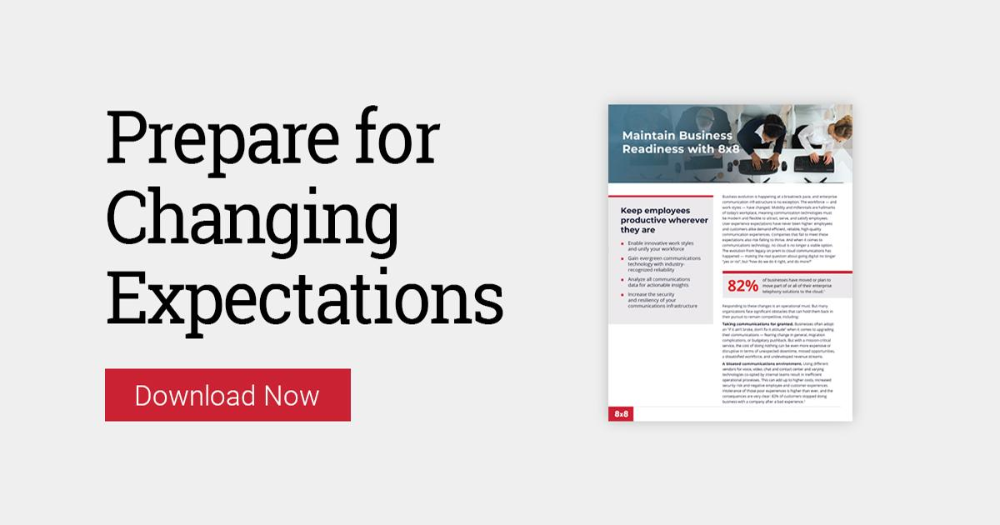 Prepare for
Changing
Expectations
Download Now
Maintain Business
Readiness with 8x8
Keep employees
productive wherever
they are
Enable innovative work styles
and unify your workforce
Gain evergreen communications
technology with industry-
recognized reliability
Analyze all communications
data for actionable insights
Increase the security
and resiliency of your
communications infrastructure
Business evolution is happening at a breakneck pace, and enterprise
communication infrastructure is no exception. The workforce — and
work styles — have changed. Mobility and millennials are hallmarks
of today's workplace, meaning communication technologies must
be modern and flexible to attract, serve, and satisfy employees.
User experience expectations have never been higher: employees
and customers alike demand efficient, reliable, high-quality
communication experiences. Companies that fail to meet these
expectations also risk failing to thrive. And when it comes to
communications technology, no cloud is no longer a viable option.
The evolution from legacy on prem to cloud communications has
happened — making the real question about going digital no longer
"yes or no", but "how do we do it right, and do more?"
82%
of businesses have moved or plan to
move part of or all of their enterprise
telephony solutions to the cloud.¹
Responding to these changes is an operational must. But many
organizations face significant obstacles that can hold them back in
their pursuit to remain competitive, including:
Taking communications for granted. Businesses often adopt
an "if it ain't broke, don't fix it attitude" when it comes to upgrading
their communications — fearing change in general, migration
complications, or budgetary pushback. But with a mission-critical
service, the cost of doing nothing can be even more expensive or
disruptive in terms of unexpected downtime, missed opportunities,
a dissatisfied workforce, and undeveloped revenue streams.
A bloated communications environment. Using different
vendors for voice, video, chat and contact center and varying
technologies co-opted by internal teams result in inefficient
operational processes. This can add up to higher costs, increased
security risk and negative employee and customer experiences.
Intolerance of those poor experiences is higher than ever, and the
consequences are very clear: 82% of customers stopped doing
business with a company after a bad experience.²
8x8